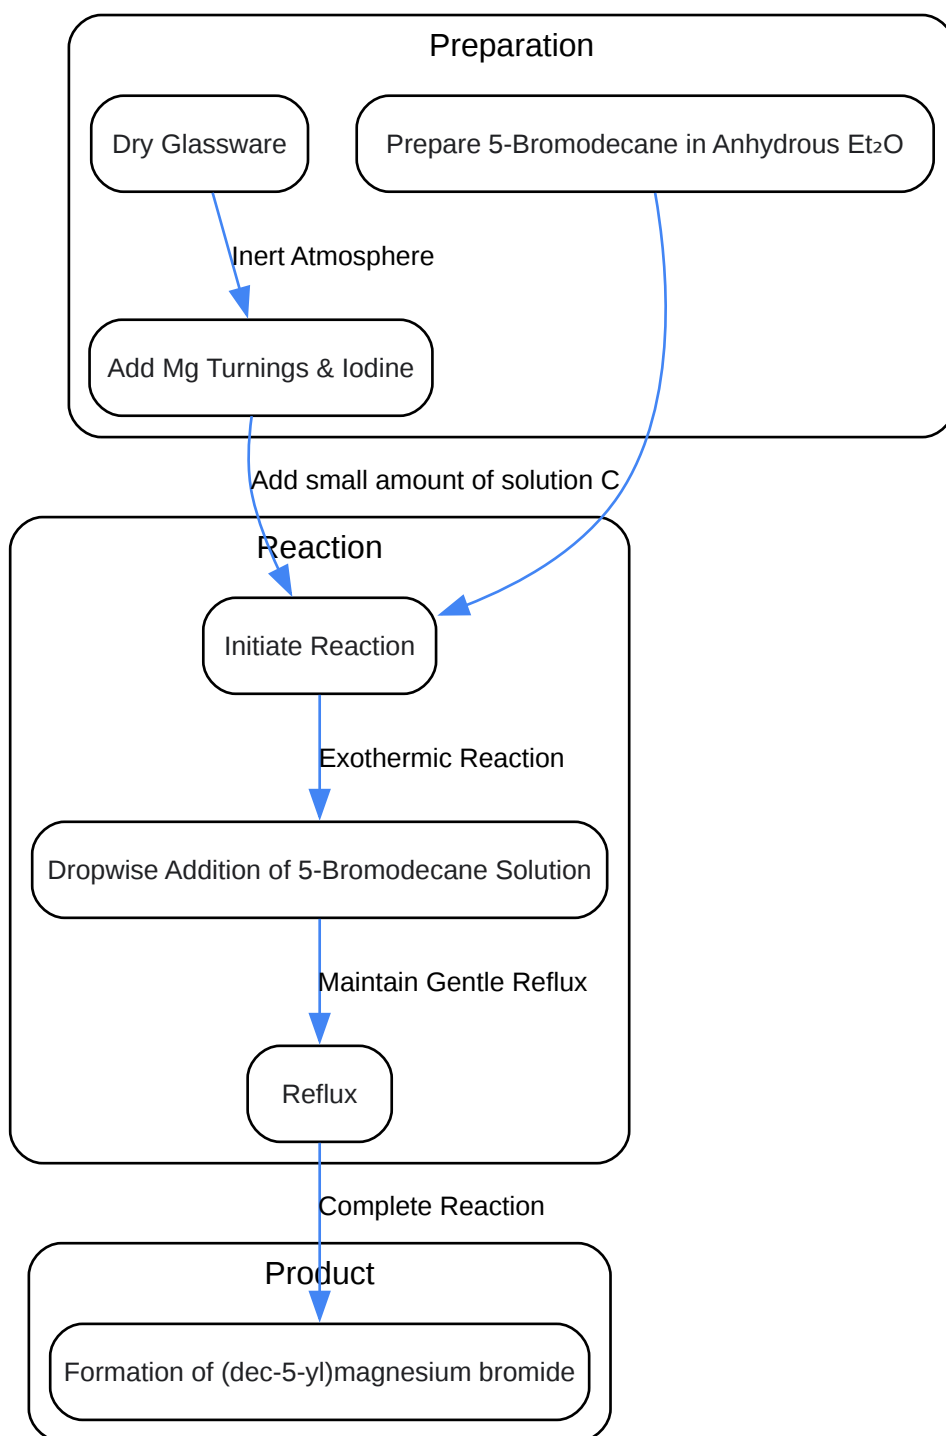 Preparation
Dry Glassware
Prepare 5-Bromodecane in Anhydrous Et₂O
Inert Atmosphere
Add Mg Turnings & Iodine
Add small amount of solution C
Reaction
Initiate Reaction
Exothermic Reaction
Dropwise Addition of 5-Bromodecane Solution
Maintain Gentle Reflux
Reflux
Complete Reaction
Product
Formation of (dec-5-yl)magnesium bromide